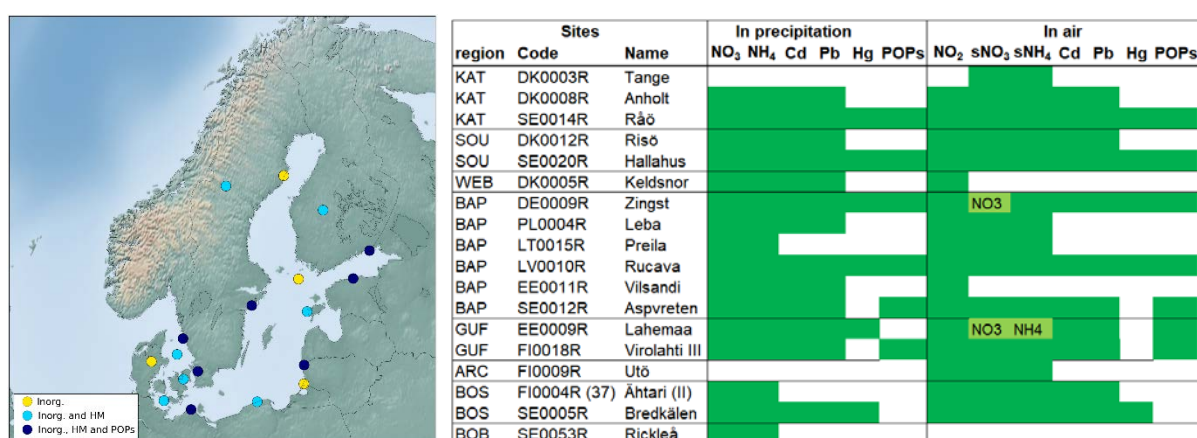 Inorg.
Inorg. and HM
Inorg., HM and POPs
Sites In precipitation In air
region Code Name NO3 NH4 Cd Pb Hg POPs NO2 sNO3 sNH4 Cd Pb Hg POPs
KAT DK0003R Tange
KAT DK0008R Anholt
KAT SE0014R Råö
SOU DK0012R Risö
SOU SE0020R Hallahus
WEB DK0005R Keldsnor
BAP DE0009R Zingst NO3
BAP PL0004R Leba
BAP LT0015R Preila
BAP LV0010R Rucava
BAP EE0011R Vilsandi
BAP SE0012R Aspvreten
GUF EE0009R Lahemaa NO3 NH4
GUF FI0018R Virolahti III
ARC FI0009R Utö
BOS FI0004R (37) Ähtari (II)
BOS SE0005R Bredkälen
BOB SE0053R Rickleå